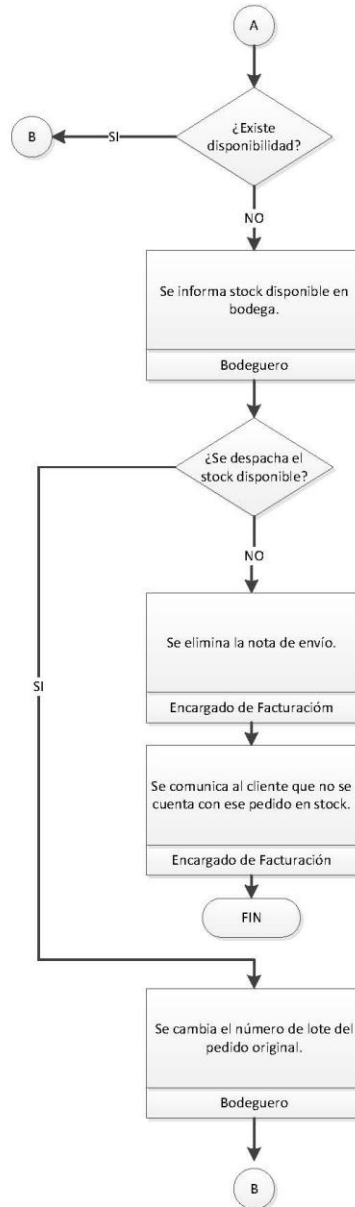 A
¿Existe
disponibilidad?
SI
B
NO
Se informa stock disponible en
bodega.
Bodeguero
¿Se despacha el
stock disponible?
NO
SI
Se elimina la nota de envío.
Encargado de Facturacióm
Se comunica al cliente que no se
cuenta con ese pedido en stock.
Encargado de Facturación
FIN
Se cambia el número de lote del
pedido original.
Bodeguero
B